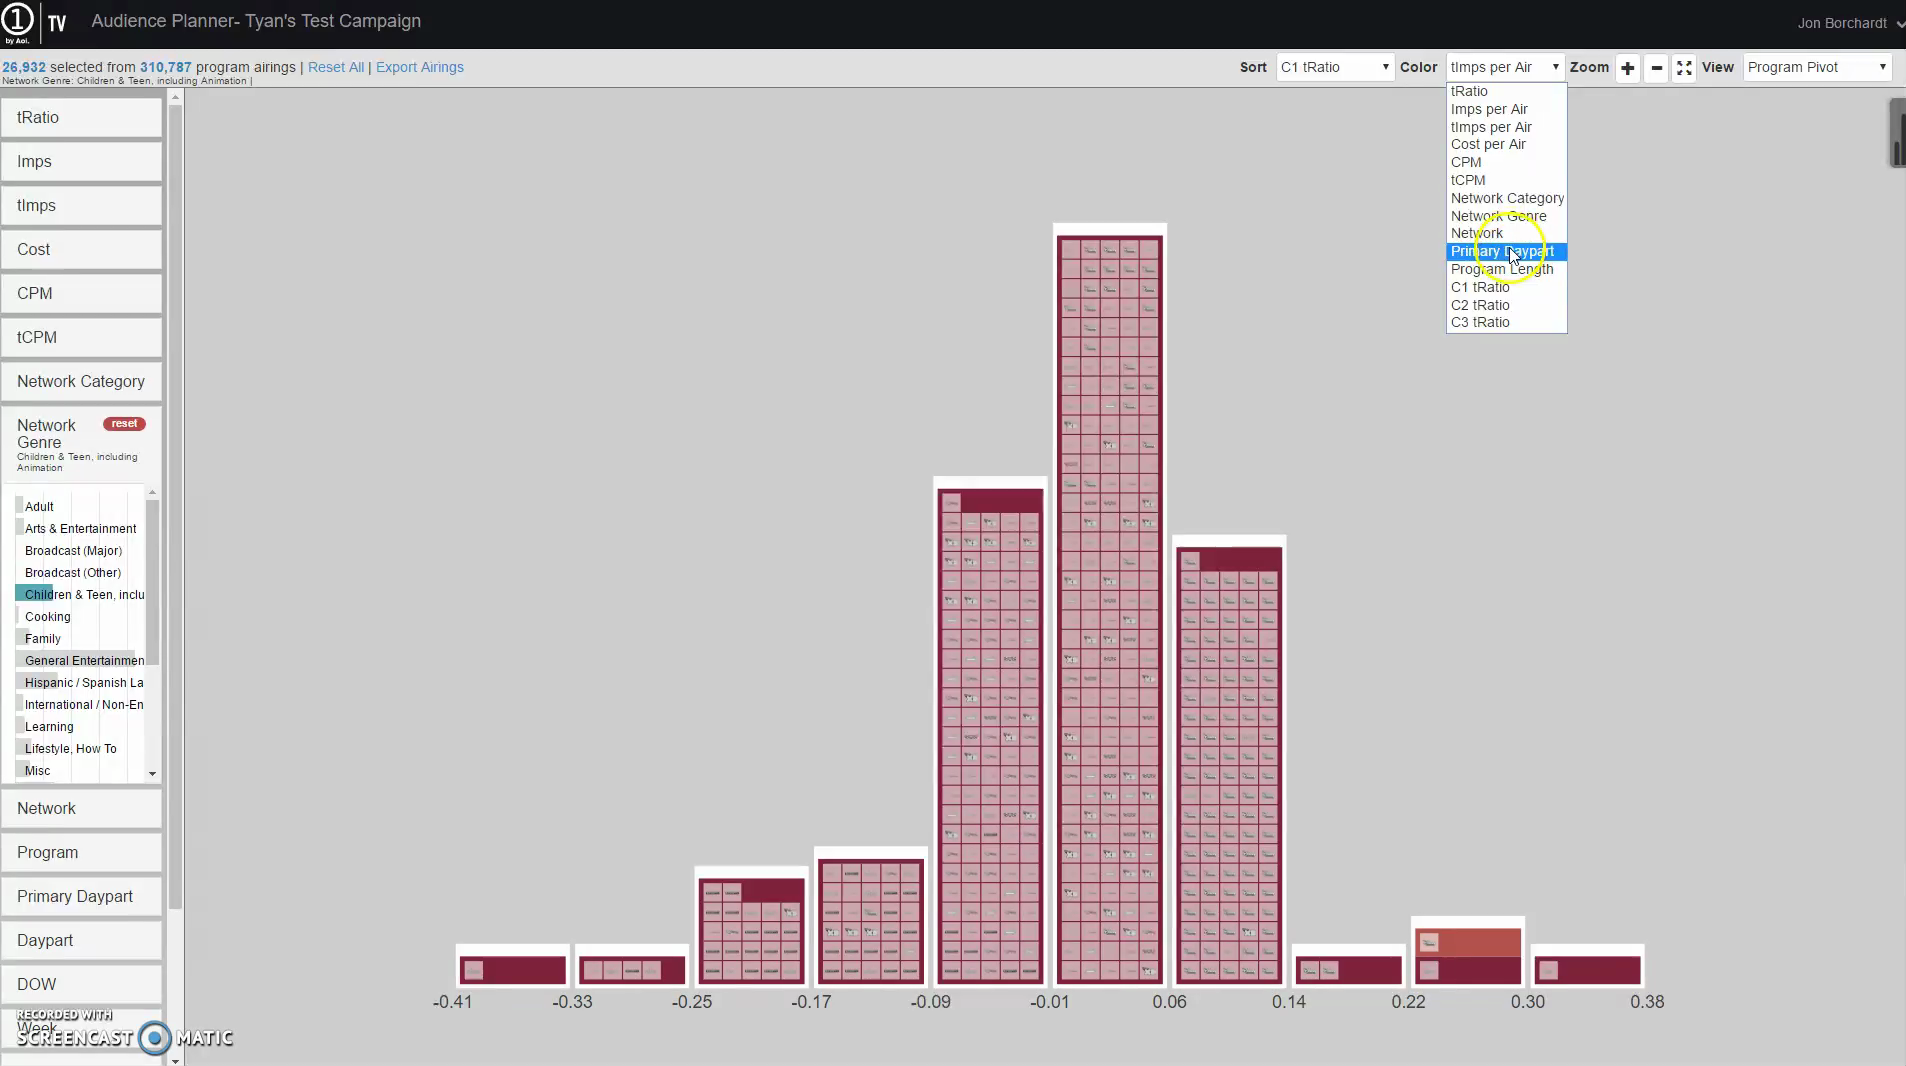 1 TV
by Aol.
Audience Planner- Tyan's Test Campaign
Jon Borchardt
26,932 selected from 310,787 program airings | Reset All | Export Airings
Network Genre: Children & Teen, including Animation |
Sort C1 tRatio Color tImps per Air Zoom View Program Pivot
tRatio
Imps per Air
tImps per Air
Cost per Air
CPM
tCPM
Network Category
Network Genre
Network
Primary Daypart
Program Length
C1 tRatio
C2 tRatio
C3 tRatio
tRatio
Imps
tImps
Cost
CPM
tCPM
Network Category
Network Genre reset
Children & Teen, including
Animation
Adult
Arts & Entertainment
Broadcast (Major)
Broadcast (Other)
Children & Teen, inclu
Cooking
Family
General Entertainmen
Hispanic / Spanish La
International / Non-En
Learning
Lifestyle, How To
Misc
Network
Program
Primary Daypart
Daypart
DOW
Week
RECORDED WITH
SCREENCAST MATIC
-0.41 -0.33 -0.25 -0.17 -0.09 -0.01 0.06 0.14 0.22 0.30 0.38